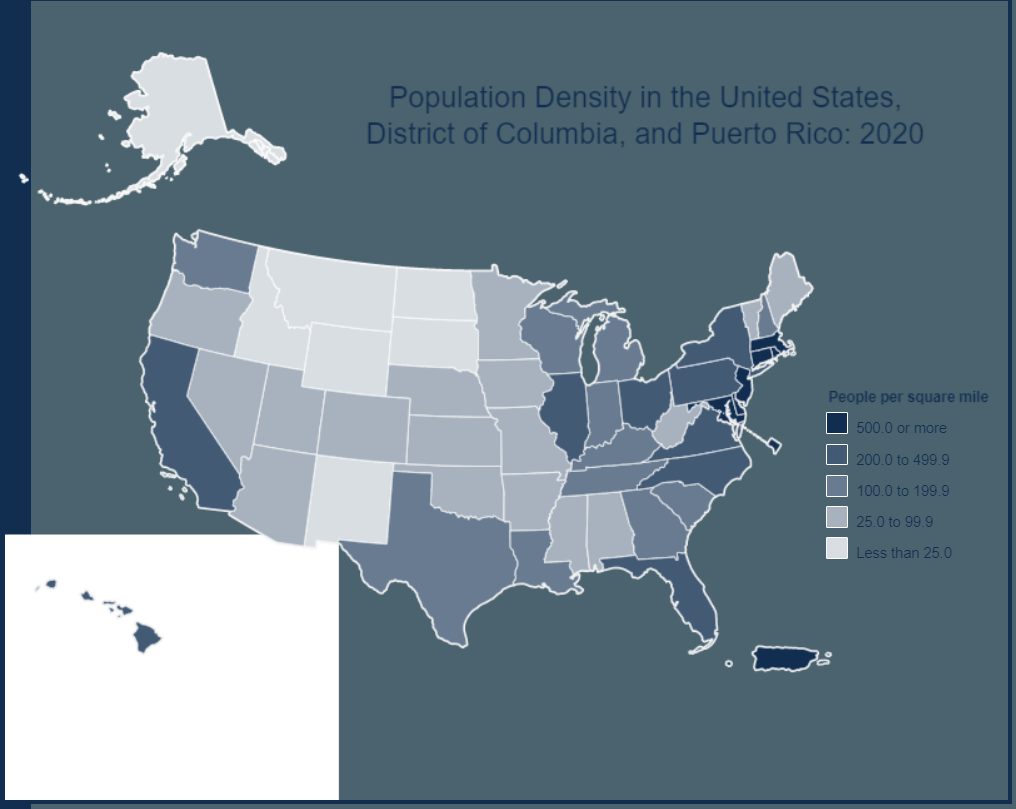 Population Density in the United States,
District of Columbia, and Puerto Rico: 2020
People per square mile
500.0 or more
200.0 to 499.9
100.0 to 199.9
25.0 to 99.9
Less than 25.0